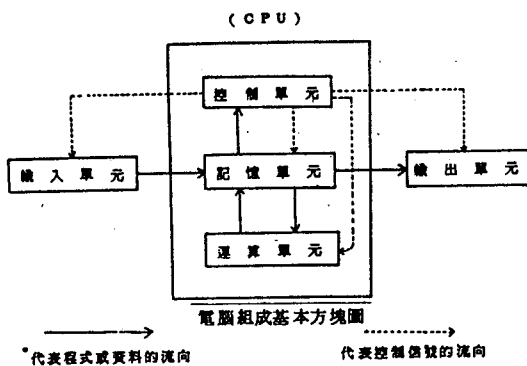 (CPU)
控制單元
輸入單元
記憶單元
輸出單元
運算單元
電腦組成基本方塊圖
代表程式或資料的流向
代表控制信號的流向